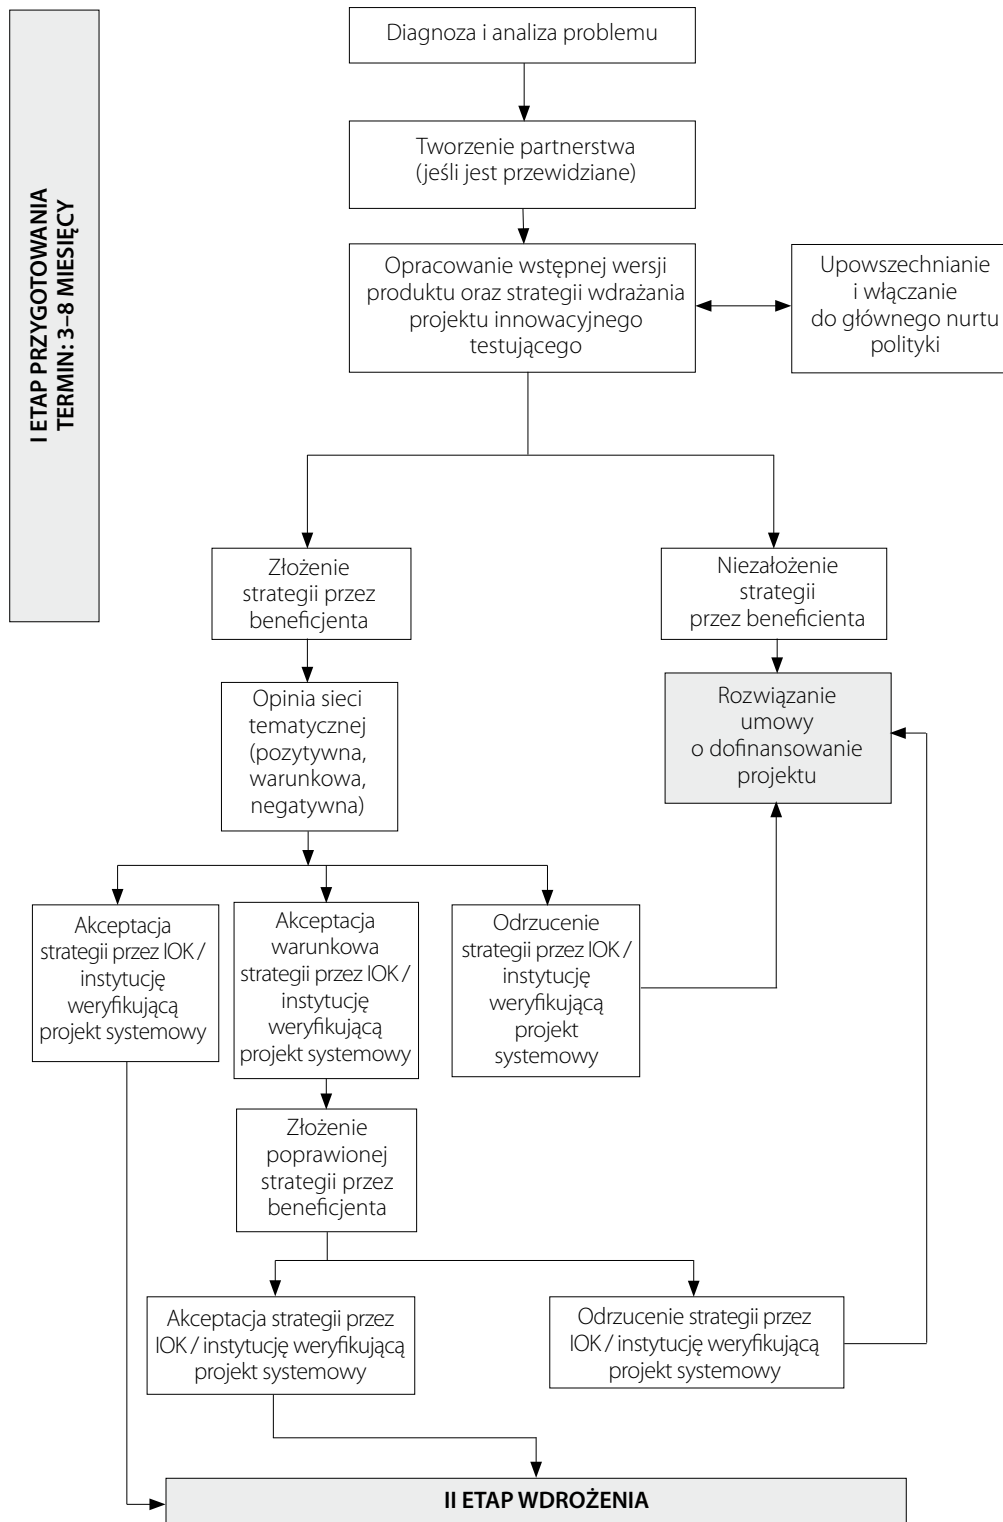 I ETAP PRZYGOTOWANIA
TERMIN: 3–8 MIESIĘCY
Diagnoza i analiza problemu
Tworzenie partnerstwa
(jeśli jest przewidziane)
Opracowanie wstępnej wersji
produktu oraz strategii wdrażania
projektu innowacyjnego
testującego
Upowszechnianie
i włączanie
do głównego nurtu
polityki
Złożenie
strategii przez
beneficjenta
Niezałożenie
strategii
przez beneficienta
Opinia sieci
tematycznej
(pozytywna,
warunkowa,
negatywna)
Rozwiązanie
umowy
o dofinansowanie
projektu
Akceptacja
strategii przez IOK /
instytucję
weryfikującą
projekt systemowy
Akceptacja
warunkowa
strategii przez IOK /
instytucję
weryfikującą
projekt systemowy
Odrzucenie
strategii przez IOK /
instytucję
weryfikującą
projekt
systemowy
Złożenie
poprawionej
strategii przez
beneficjenta
Akceptacja strategii przez
IOK / instytucję weryfikującą
projekt systemowy
Odrzucenie strategii przez
IOK / instytucję weryfikującą
projekt systemowy
II ETAP WDROŻENIA